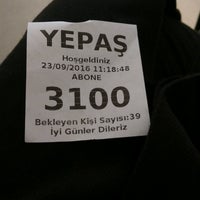 YEPAŞ
Hoşgeldiniz
23/09/2016 11:18:48
ABONE
3100
Bekleyen Kişi Sayısı:39
İyi Günler Dileriz